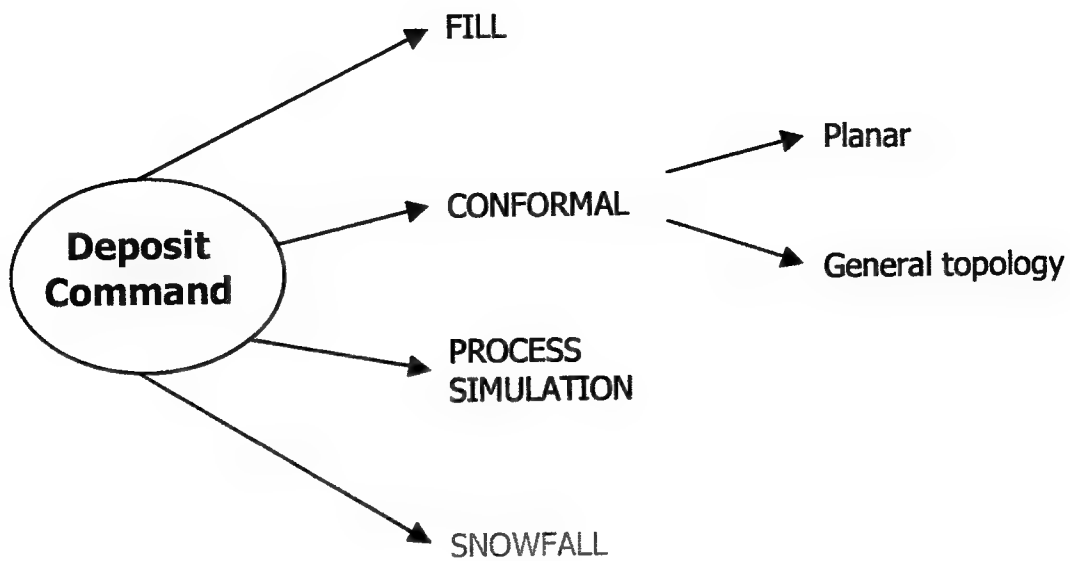 FILL
Planar
CONFORMAL
General topology
Deposit
Command
PROCESS
SIMULATION
SNOWFALL